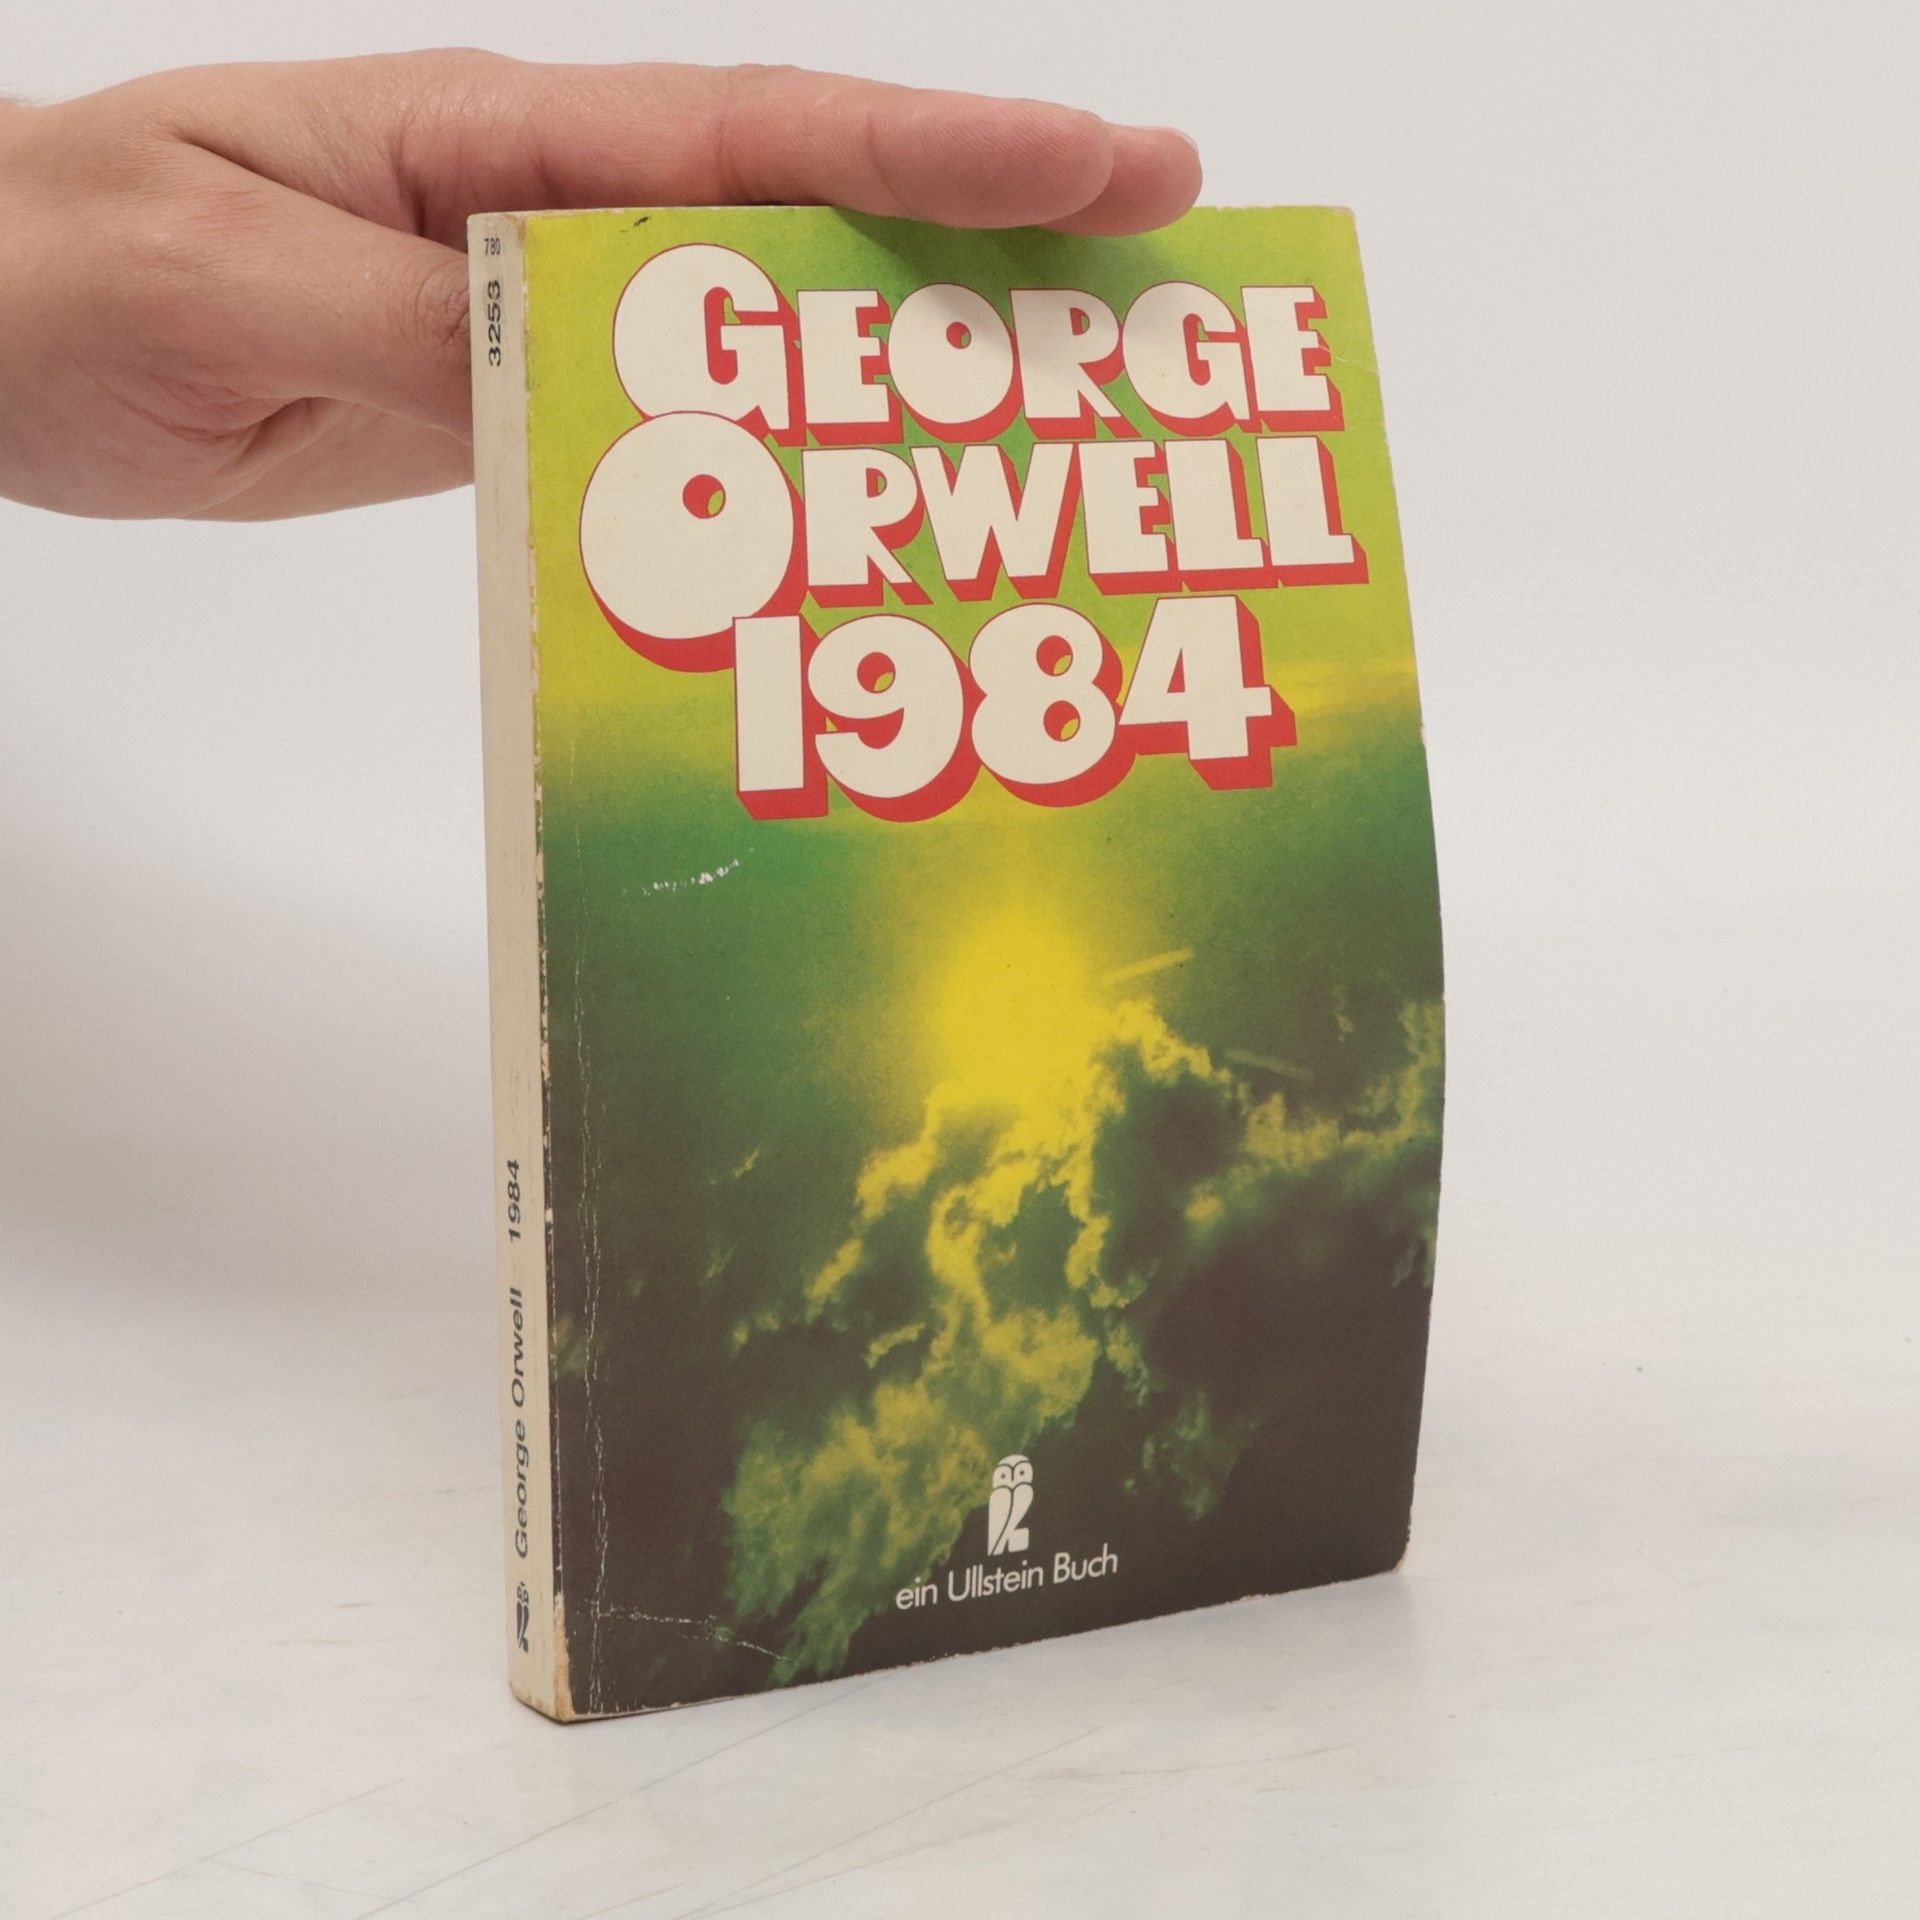 GEORGE
ORWELL
1984
ein Ullstein Buch
780
3253
George Orwell 1984